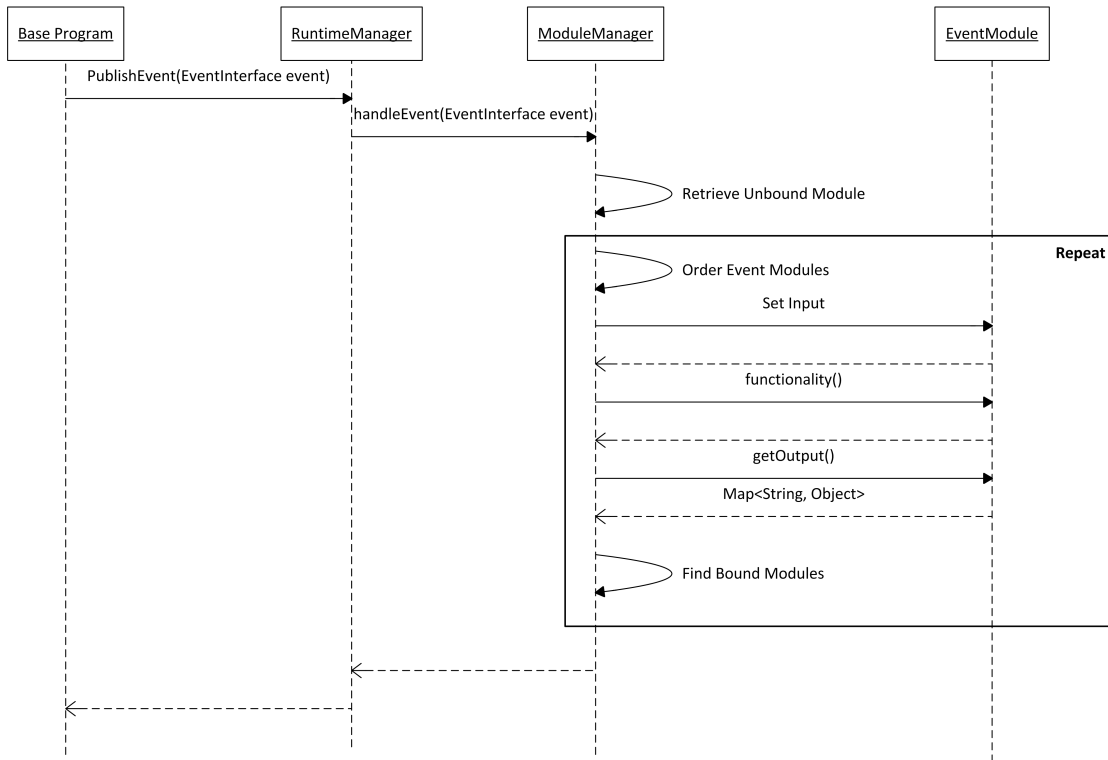 Base Program
RuntimeManager
ModuleManager
EventModule
PublishEvent(EventInterface event)
handleEvent(EventInterface event)
Retrieve Unbound Module
Repeat
Order Event Modules
Set Input
functionality()
getOutput()
Map<String, Object>
Find Bound Modules